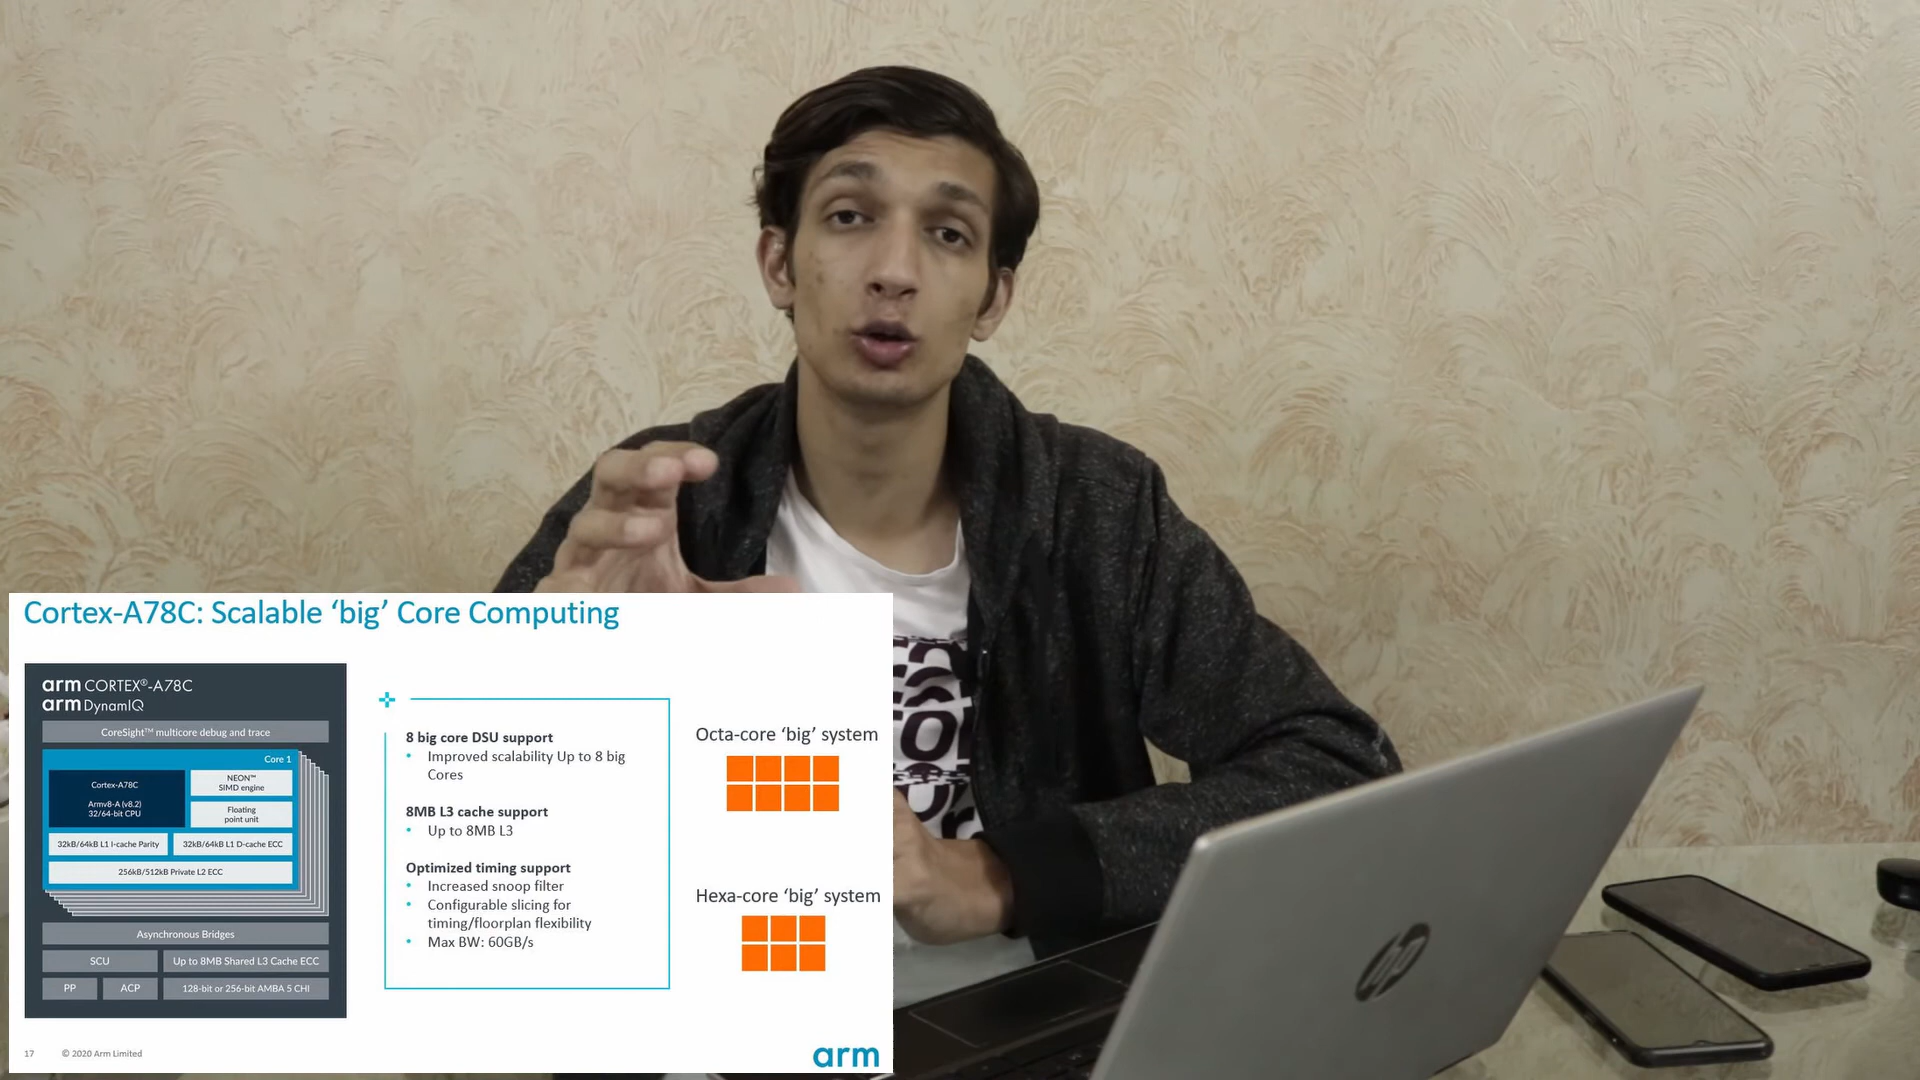 Cortex-A78C: Scalable ‘big’ Core Computing
arm CORTEX®-A78C
arm DynamIQ
CoreSight™ multicore debug and trace
Core 1
Cortex-A78C
Armv8-A (v8.2)
32/64-bit CPU
NEON™
SIMD engine
Floating
point unit
32kB/64kB L1 I-cache Parity
32kB/64kB L1 D-cache ECC
256kB/512kB Private L2 ECC
Asynchronous Bridges
SCU
Up to 8MB Shared L3 Cache ECC
PP
ACP
128-bit or 256-bit AMBA 5 CHI
8 big core DSU support
• Improved scalability Up to 8 big
Cores
8MB L3 cache support
• Up to 8MB L3
Optimized timing support
• Increased snoop filter
• Configurable slicing for
timing/floorplan flexibility
• Max BW: 60GB/s
Octa-core ‘big’ system
Hexa-core ‘big’ system
17
© 2020 Arm Limited
arm
hp